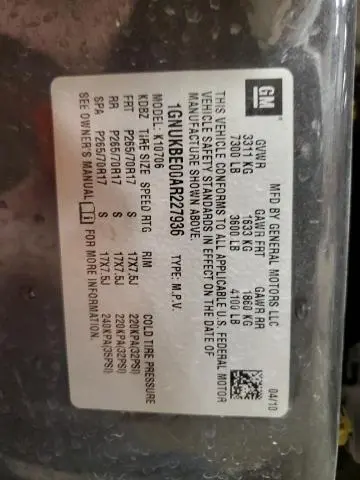 GM
MFD BY GENERAL MOTORS LLC 04/10
GVWR GAWR FRT GAWR RR
3311 KG 1633 KG 1860 KG
7300 LB 3600 LB 4100 LB
THIS VEHICLE CONFORMS TO ALL APPLICABLE U.S. FEDERAL MOTOR
VEHICLE SAFETY STANDARDS IN EFFECT ON THE DATE OF
MANUFACTURE SHOWN ABOVE.
1GNUKBE00AR227936 TYPE: M.P.V.
MODEL: K10706
KDBZ TIRE SIZE SPEED RTG RIM COLD TIRE PRESSURE
FRT P265/70R17 S 17X7.5J 220KPA(32PSI)
RR P265/70R17 S 17X7.5J 220KPA(32PSI)
SPA P265/70R17 S 17X7.5J 240KPA(35PSI)
SEE OWNER'S MANUAL FOR MORE INFORMATION.